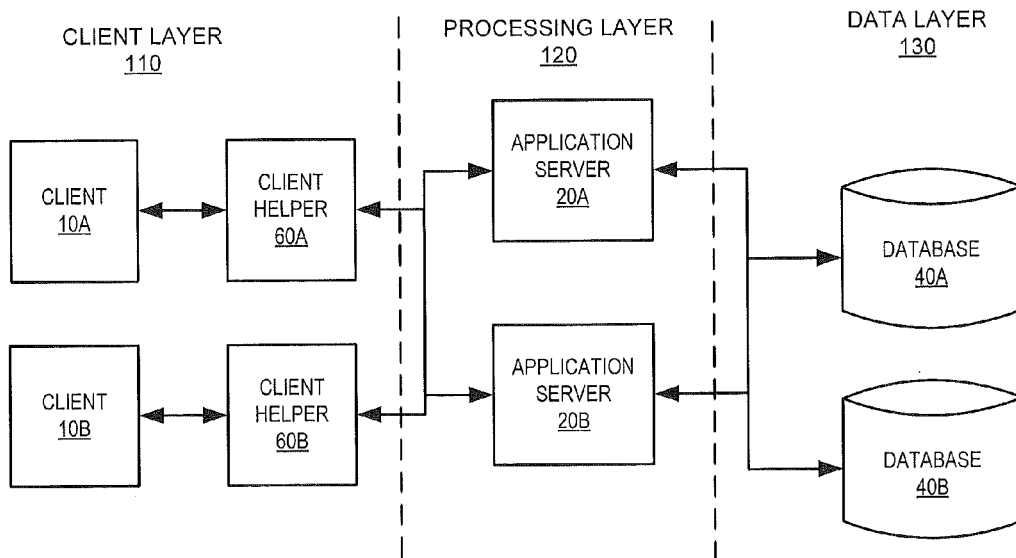 CLIENT LAYER
110
PROCESSING LAYER
120
DATA LAYER
130
CLIENT
10A
CLIENT
HELPER
60A
APPLICATION
SERVER
20A
DATABASE
40A
CLIENT
10B
CLIENT
HELPER
60B
APPLICATION
SERVER
20B
DATABASE
40B